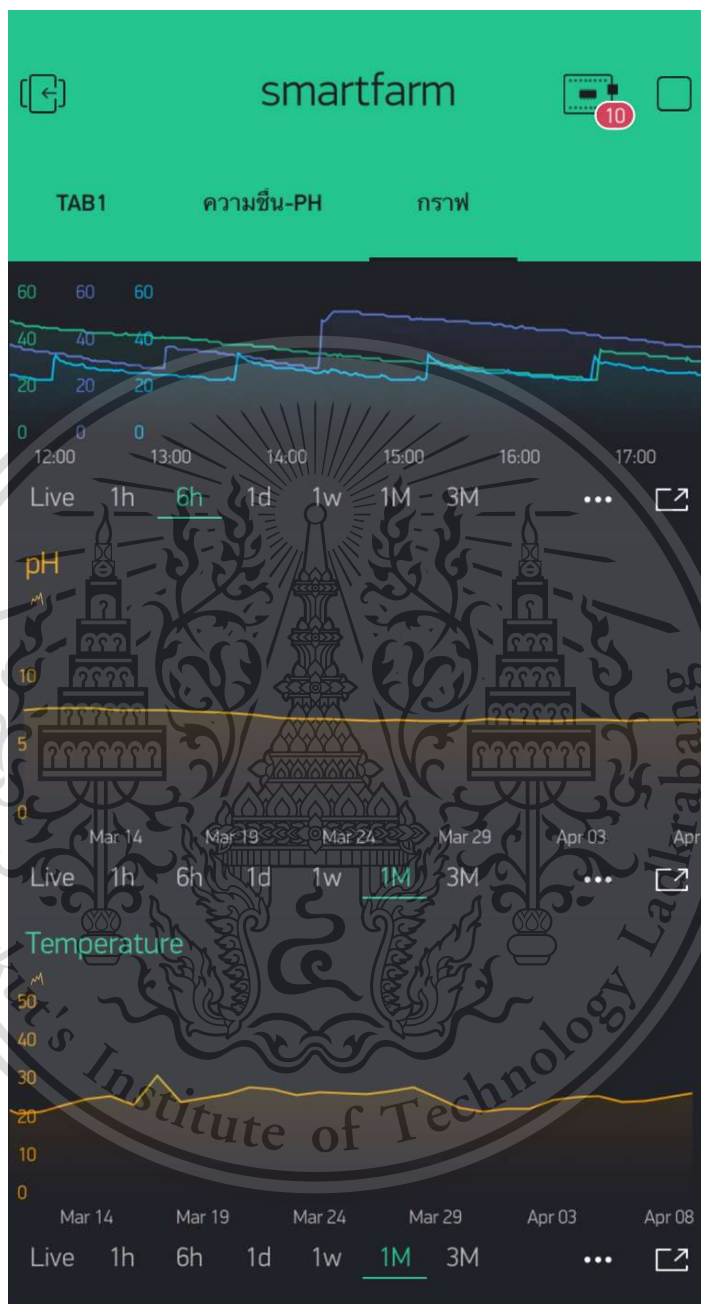 smartfarm
10
TAB1 ความชื้น-PH กราฟ
60 60 60
40 40 40
20 20 20
0 0 0
12:00 13:00 14:00 15:00 16:00 17:00
Live 1h 6h 1d 1w 1M 3M
pH
10
5
0
Mar 14 Mar 19 Mar 24 Mar 29 Apr 03 Apr
Live 1h 6h 1d 1w 1M 3M
Temperature
50
40
30
20
10
0
Mar 14 Mar 19 Mar 24 Mar 29 Apr 03 Apr 08
Live 1h 6h 1d 1w 1M 3M
Institute of Technology Ladkrabang